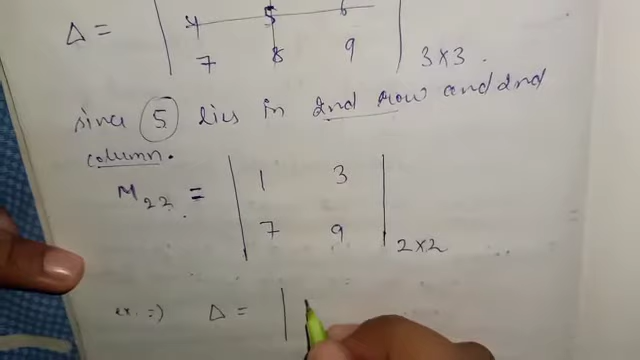 Δ = | 4 5 6
7 8 9 | 3×3.
since 5 lies in 2nd row and 2nd
column.
M22 = | 1 3 |
| 7 9 | 2×2
ex. =) Δ = |